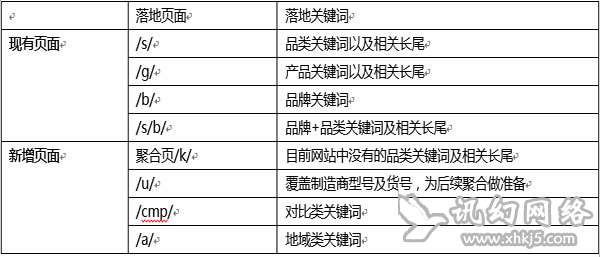 落地页面 落地关键词
现有页面 /s/ 品类关键词以及相关长尾
/g/ 产品关键词以及相关长尾
/b/ 品牌关键词
/s/b/ 品牌+品类关键词及相关长尾
新增页面 聚合页/k/ 目前网站中没有的品类关键词及相关长尾
/u/ 覆盖制造商型号及货号，为后续聚合做准备
/cmp/ 对比类关键词
/a/ 地域类关键词
讯幻网络
www.xhkj5.com